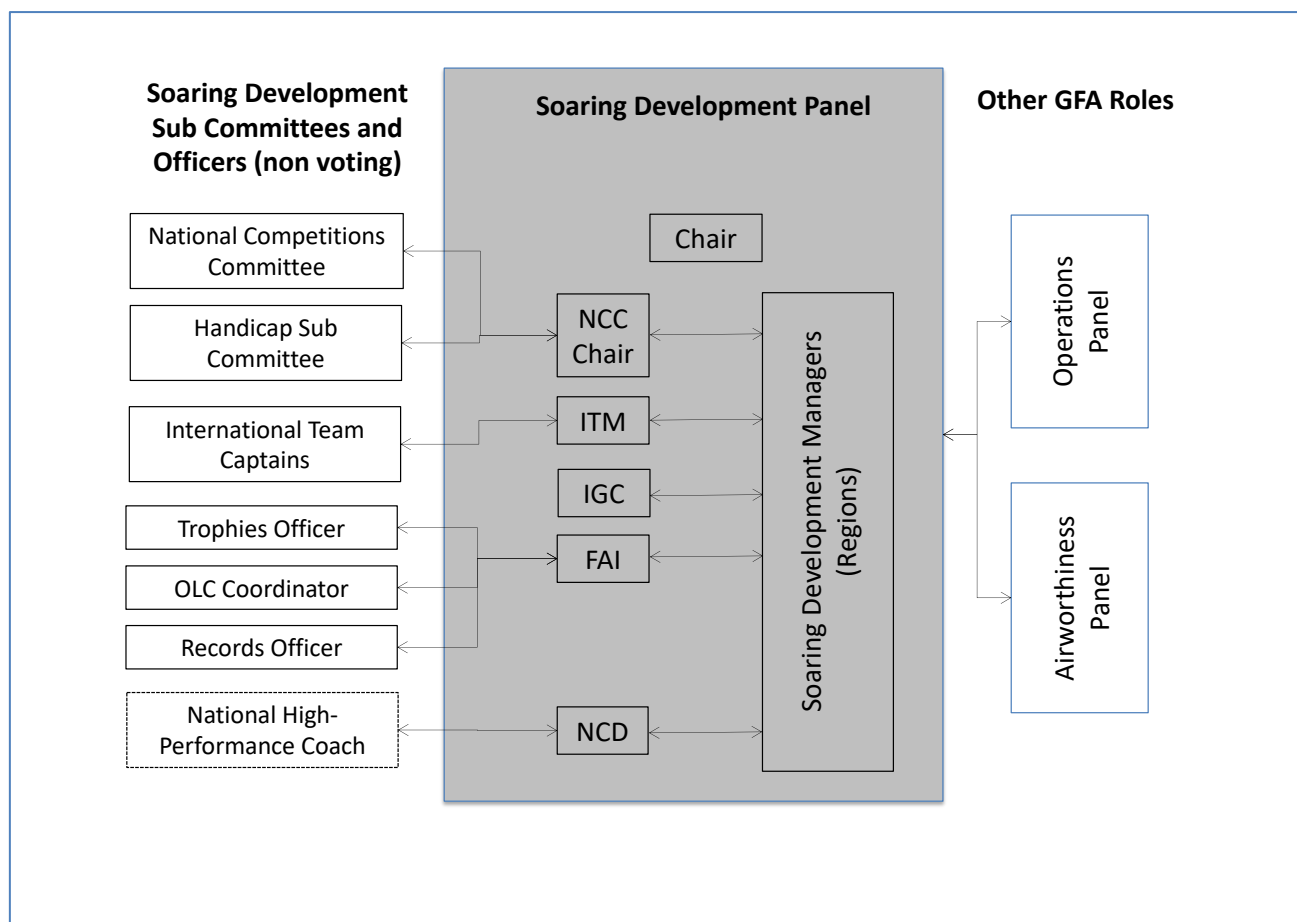 Soaring Development
Sub Committees and
Officers (non voting)
National Competitions
Committee
Handicap Sub
Committee
International Team
Captains
Trophies Officer
OLC Coordinator
Records Officer
National High-
Performance Coach
Soaring Development Panel
Chair
NCC
Chair
ITM
IGC
FAI
NCD
Soaring Development Managers
(Regions)
Other GFA Roles
Operations
Panel
Airworthiness
Panel